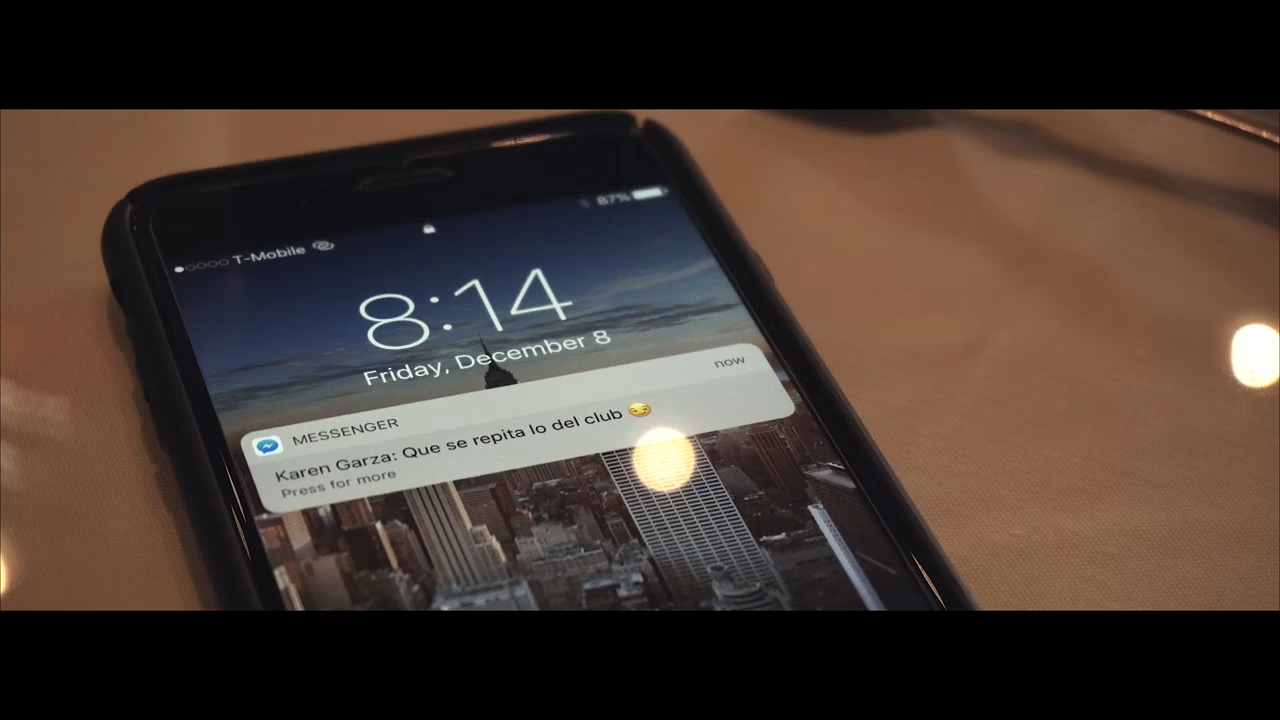 T-Mobile
87%
8:14
Friday, December 8
MESSENGER
now
Karen Garza: Que se repita lo del club 😏
Press for more